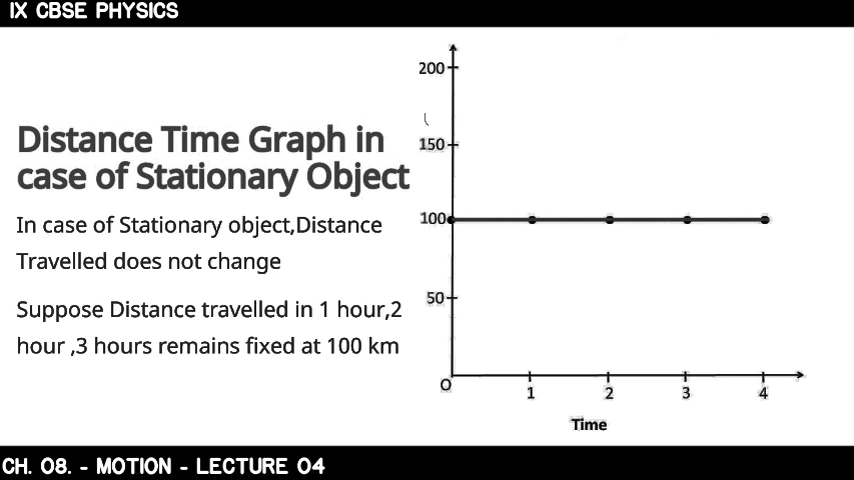 IX CBSE PHYSICS
Distance Time Graph in
case of Stationary Object
In case of Stationary object,Distance
Travelled does not change
Suppose Distance travelled in 1 hour,2
hour ,3 hours remains fixed at 100 km
200
150
100
50
O
1 2 3 4
Time
CH. 08. - MOTION - LECTURE 04